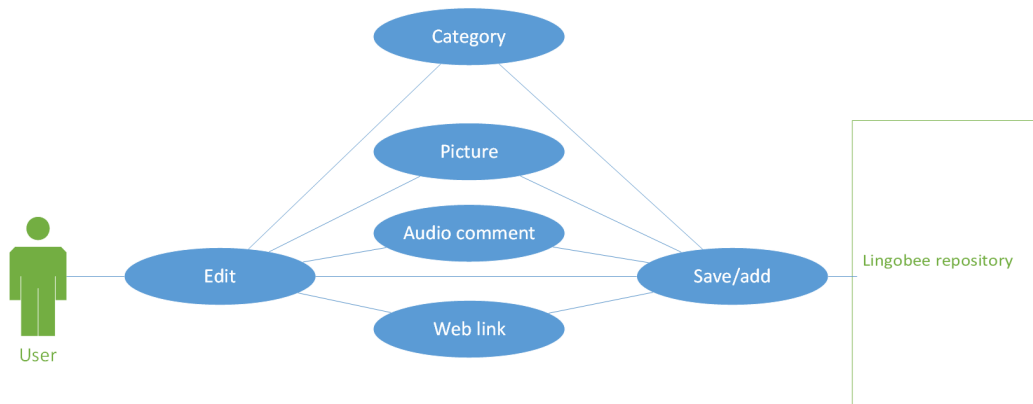 Category
Picture
Audio comment
Lingobee repository
Edit
Save/add
Web link
User